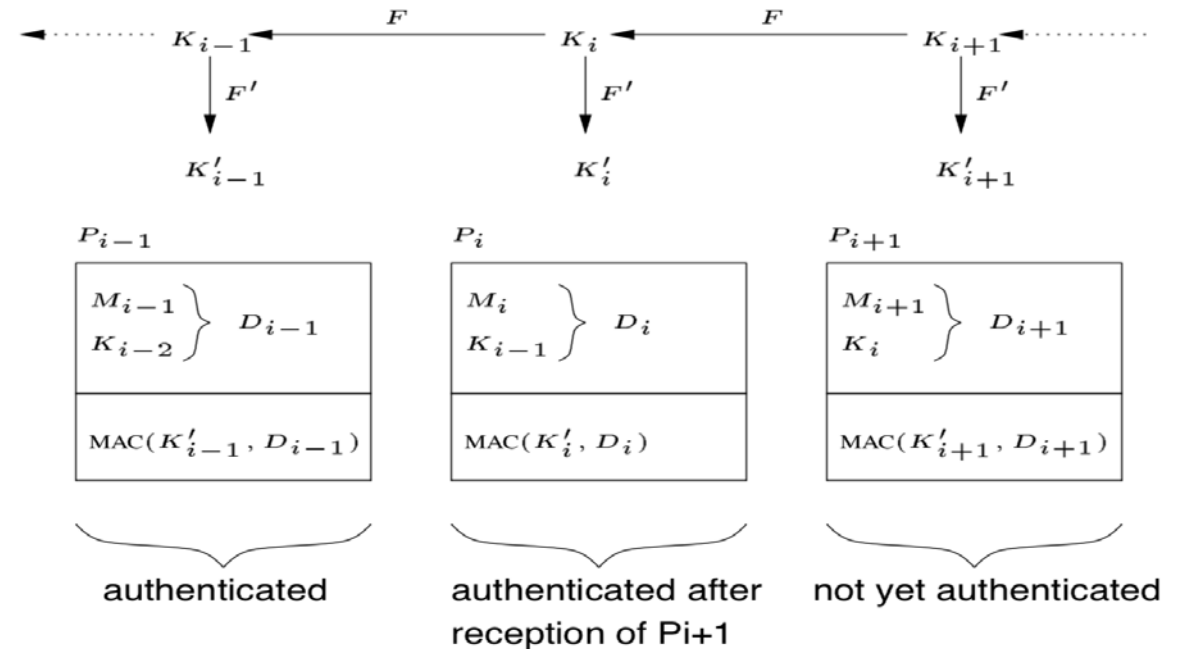 F F
K_{i−1} K_i K_{i+1}
F′ F′ F′
K′_{i−1} K′_i K′_{i+1}
P_{i−1} P_i P_{i+1}
M_{i−1} M_i M_{i+1}
D_{i−1} D_i D_{i+1}
K_{i−2} K_{i−1} K_i
MAC(K′_{i−1}, D_{i−1}) MAC(K′_i, D_i) MAC(K′_{i+1}, D_{i+1})
authenticated authenticated after not yet authenticated
reception of Pi+1